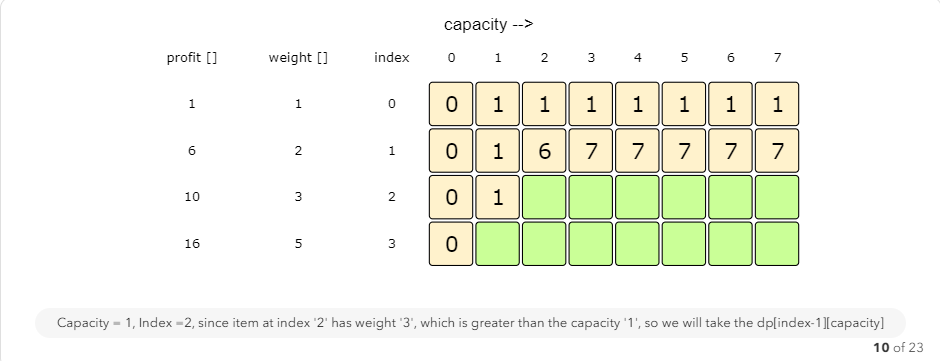 capacity -->
profit [] weight [] index 0 1 2 3 4 5 6 7
1 1 0 0 1 1 1 1 1 1 1
6 2 1 0 1 6 7 7 7 7 7
10 3 2 0 1
16 5 3 0
Capacity = 1, Index =2, since item at index '2' has weight '3', which is greater than the capacity '1', so we will take the dp[index-1][capacity]
10 of 23